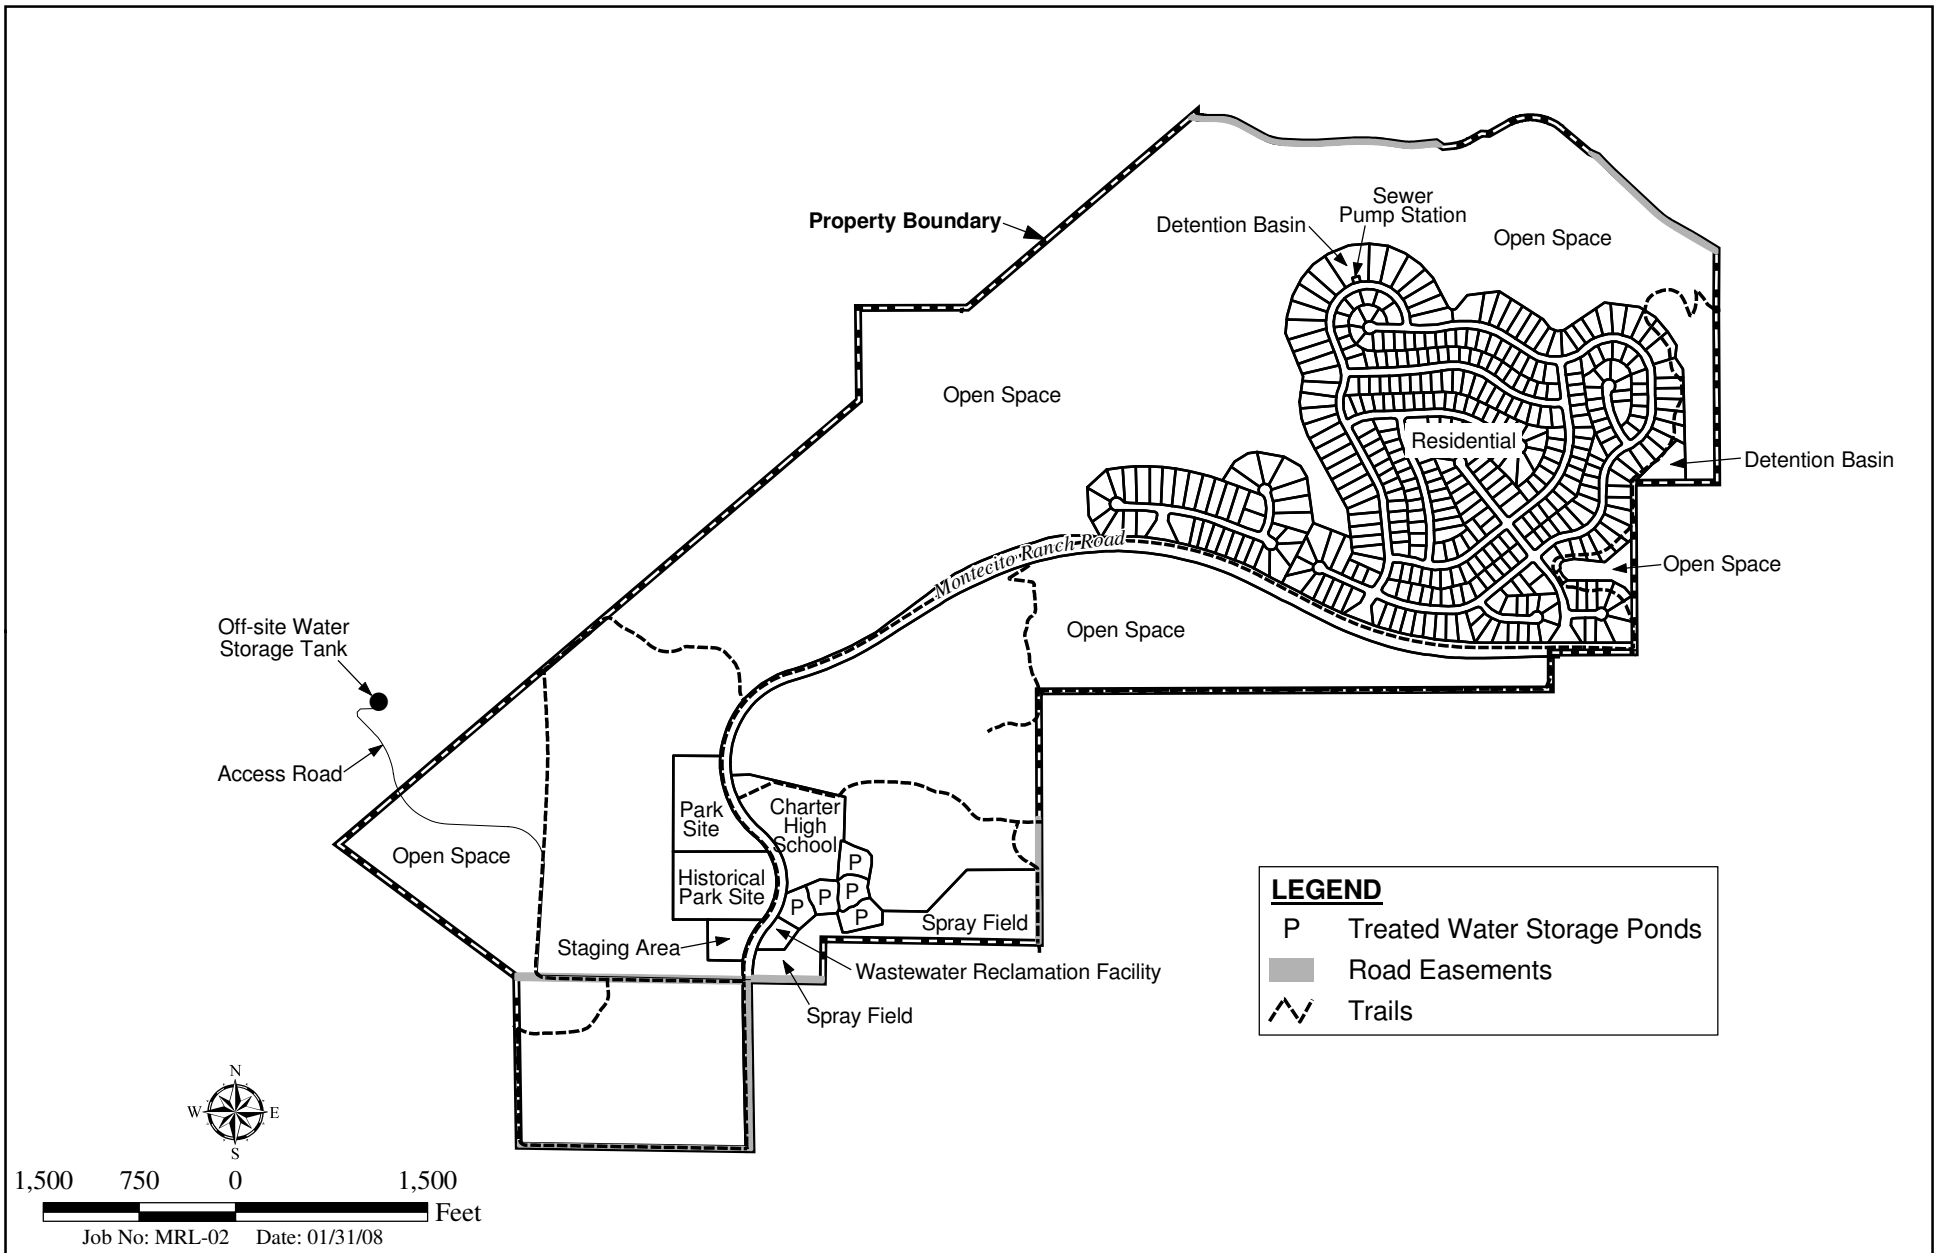 Sewer
Pump Station
Detention Basin
Property Boundary
Open Space
Open Space
Residential
Detention Basin
Montecito Ranch Road
Open Space
Open Space
Off-site Water
Storage Tank
Access Road
Park
Site
Charter
High
School
Open Space
P
Historical
Park Site
P
P
P
P
Spray Field
Staging Area
Wastewater Reclamation Facility
Spray Field
LEGEND
P Treated Water Storage Ponds
Road Easements
Trails
N
W E
S
1,500 750 0 1,500
Feet
Job No: MRL-02 Date: 01/31/08